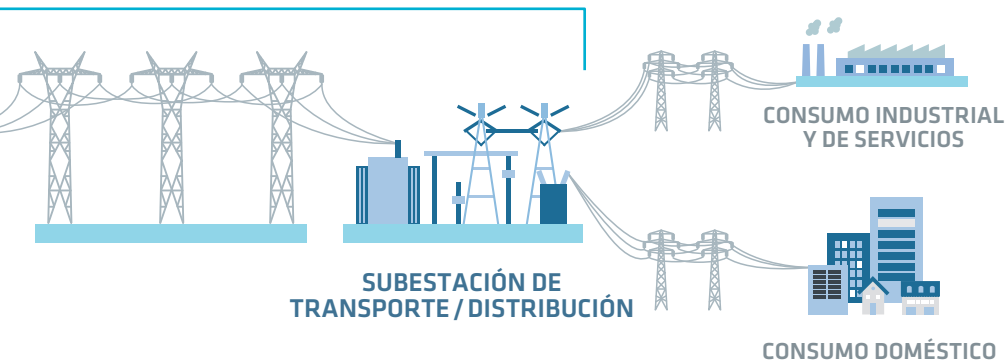 CONSUMO INDUSTRIAL
Y DE SERVICIOS
SUBESTACIÓN DE
TRANSPORTE / DISTRIBUCIÓN
CONSUMO DOMÉSTICO